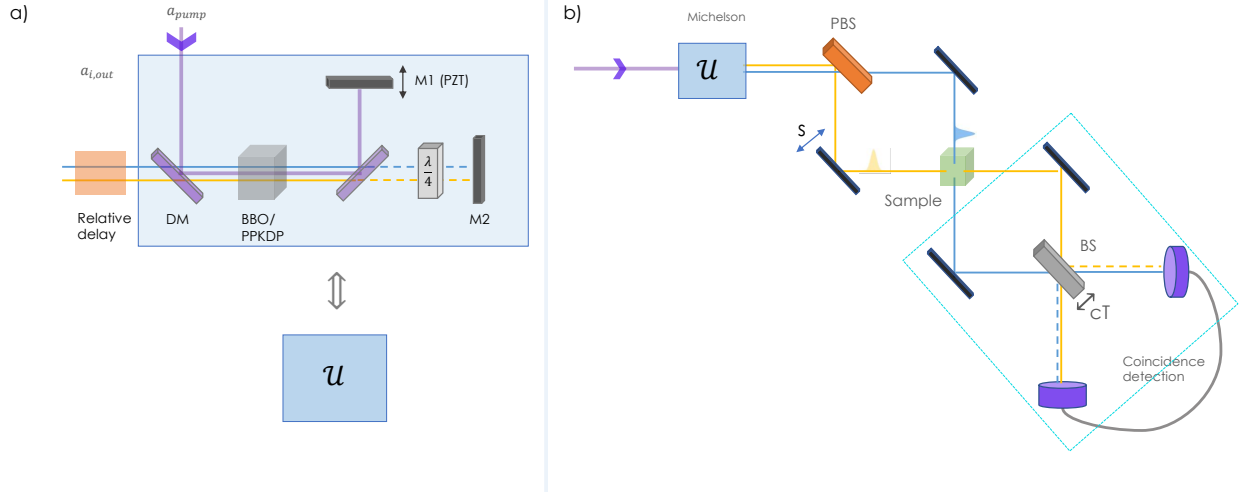 a)
a_pump
a_i,out
M1 (PZT)
λ
4
Relative
delay
DM
BBO/
PPKDP
M2
𝒰
b)
Michelson
PBS
𝒰
S
Sample
BS
cT
Coincidence
detection